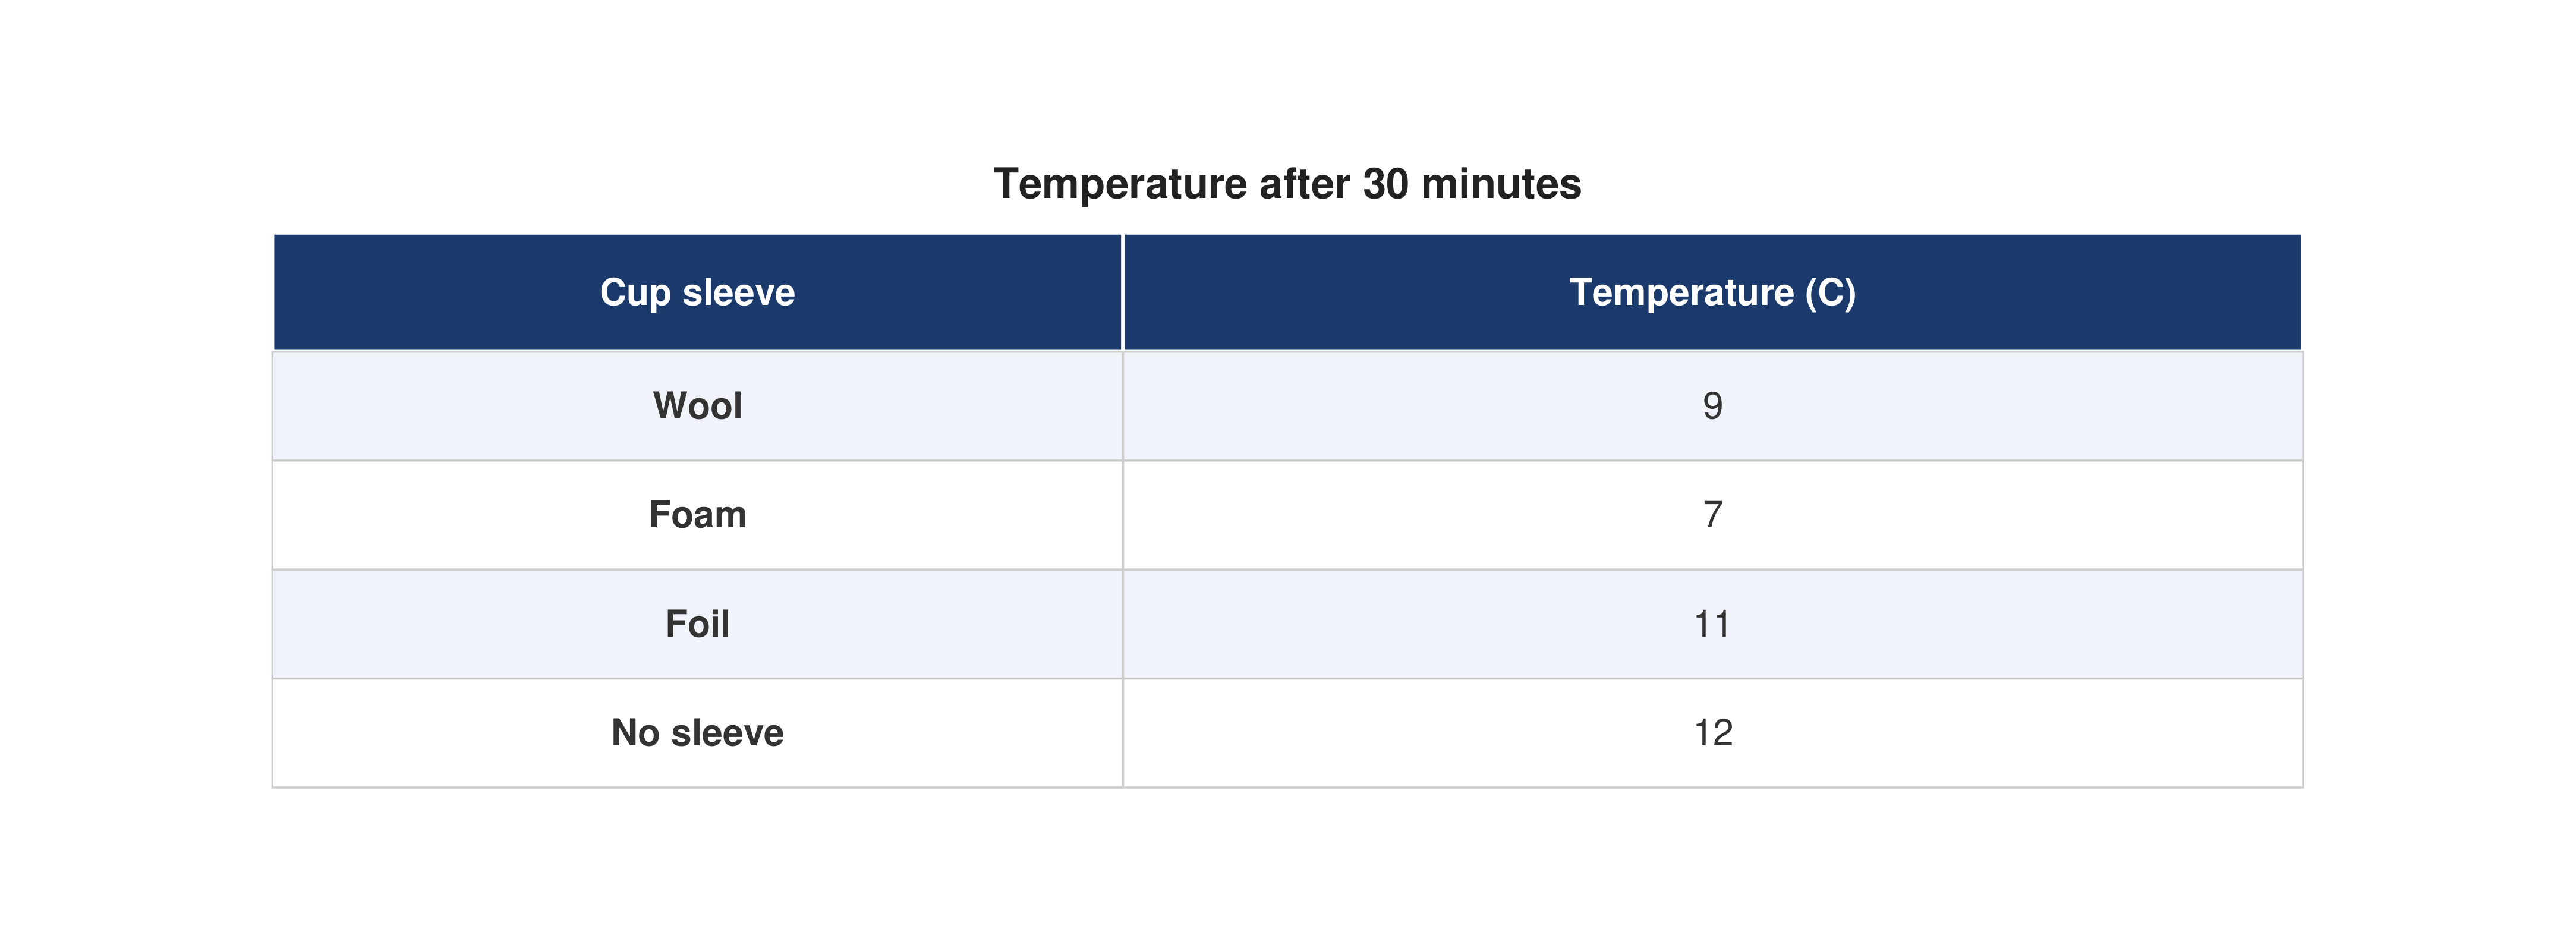 Temperature after 30 minutes
Cup sleeve Temperature (C)
Wool 9
Foam 7
Foil 11
No sleeve 12